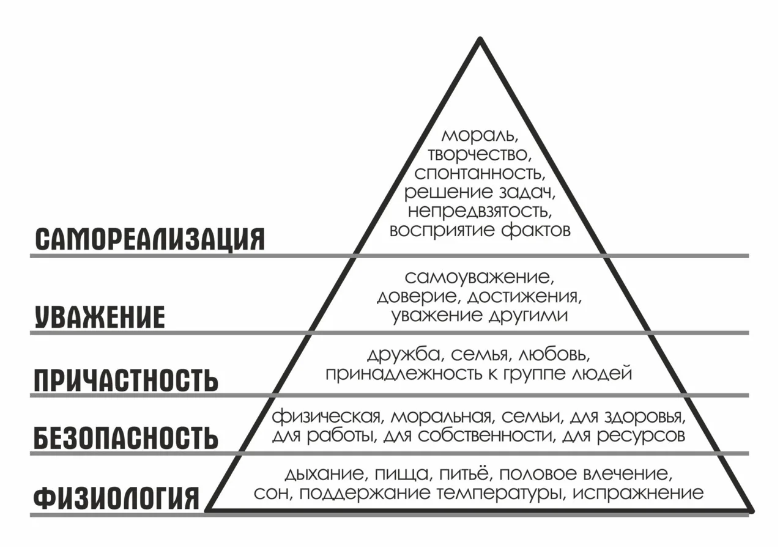 мораль,
творчество,
спонтанность,
решение задач,
непредвзятость,
восприятие фактов
САМОРЕАЛИЗАЦИЯ
самоуважение,
доверие, достижения,
уважение другими
УВАЖЕНИЕ
дружба, семья, любовь,
принадлежность к группе людей
ПРИЧАСТНОСТЬ
физическая, моральная, семьи, для здоровья,
для работы, для собственности, для ресурсов
БЕЗОПАСНОСТЬ
дыхание, пища, питьё, половое влечение,
сон, поддержание температуры, испражнение
ФИЗИОЛОГИЯ